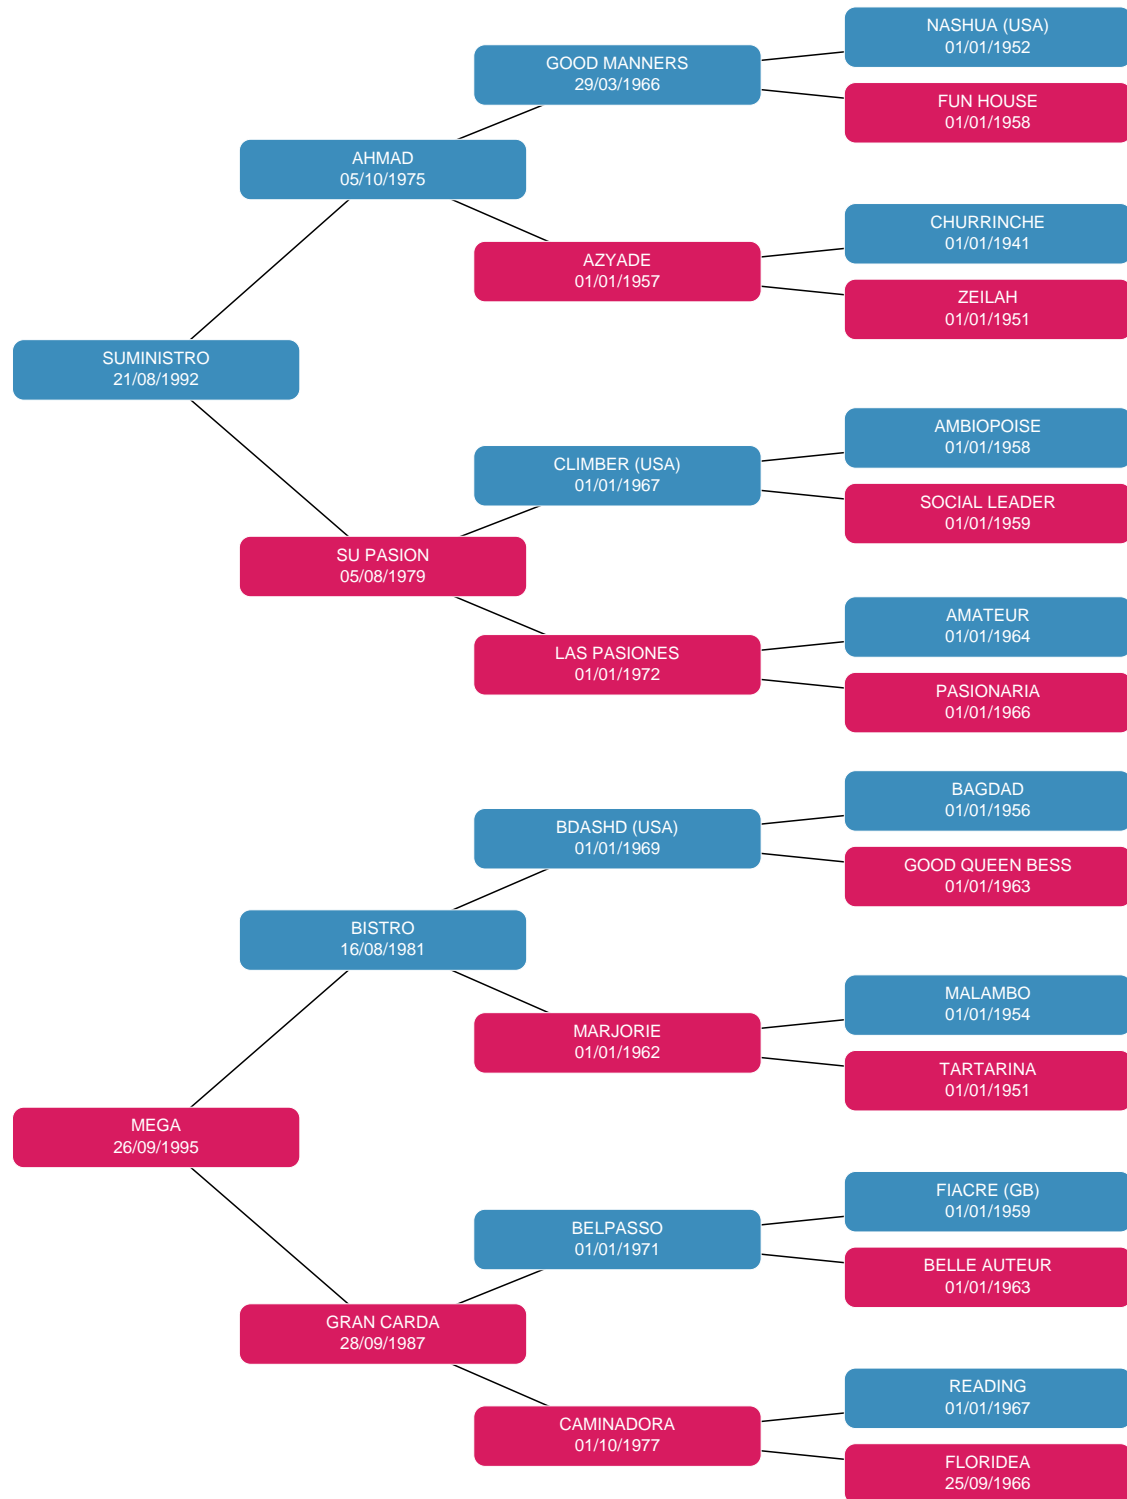 NASHUA (USA)
01/01/1952
GOOD MANNERS
29/03/1966
FUN HOUSE
01/01/1958
AHMAD
05/10/1975
CHURRINCHE
01/01/1941
AZYADE
01/01/1957
ZEILAH
01/01/1951
SUMINISTRO
21/08/1992
AMBIOPOISE
01/01/1958
CLIMBER (USA)
01/01/1967
SOCIAL LEADER
01/01/1959
SU PASION
05/08/1979
AMATEUR
01/01/1964
LAS PASIONES
01/01/1972
PASIONARIA
01/01/1966
BAGDAD
01/01/1956
BDASHD (USA)
01/01/1969
GOOD QUEEN BESS
01/01/1963
BISTRO
16/08/1981
MALAMBO
01/01/1954
MARJORIE
01/01/1962
TARTARINA
01/01/1951
MEGA
26/09/1995
FIACRE (GB)
01/01/1959
BELPASSO
01/01/1971
BELLE AUTEUR
01/01/1963
GRAN CARDA
28/09/1987
READING
01/01/1967
CAMINADORA
01/10/1977
FLORIDEA
25/09/1966